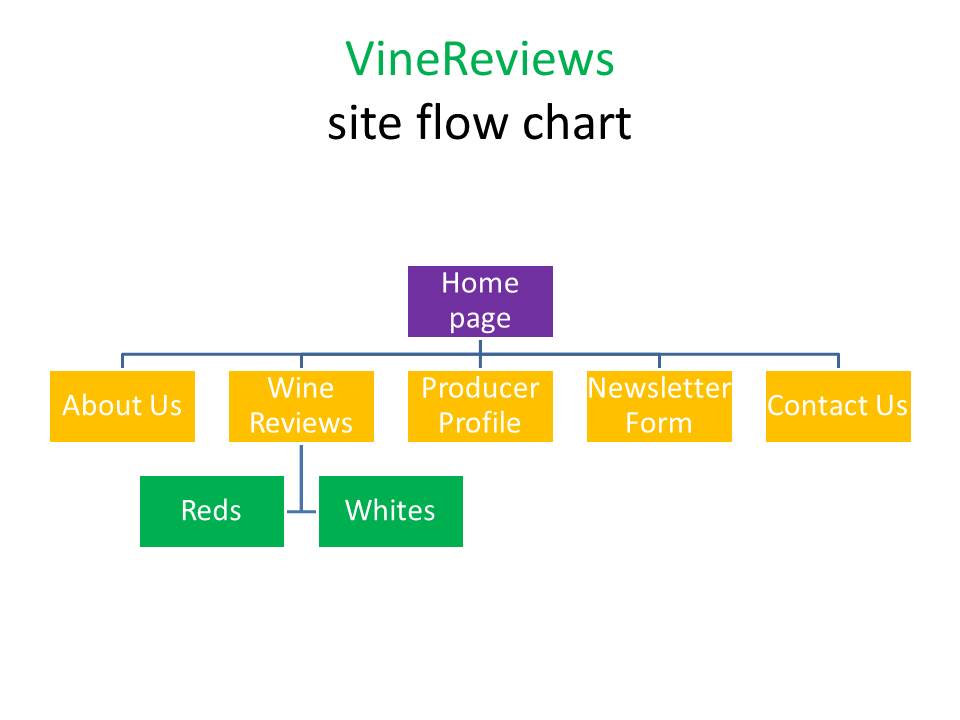 VineReviews
site flow chart
Home
page
About Us
Wine
Reviews
Producer
Profile
Newsletter
Form
Contact Us
Reds
Whites